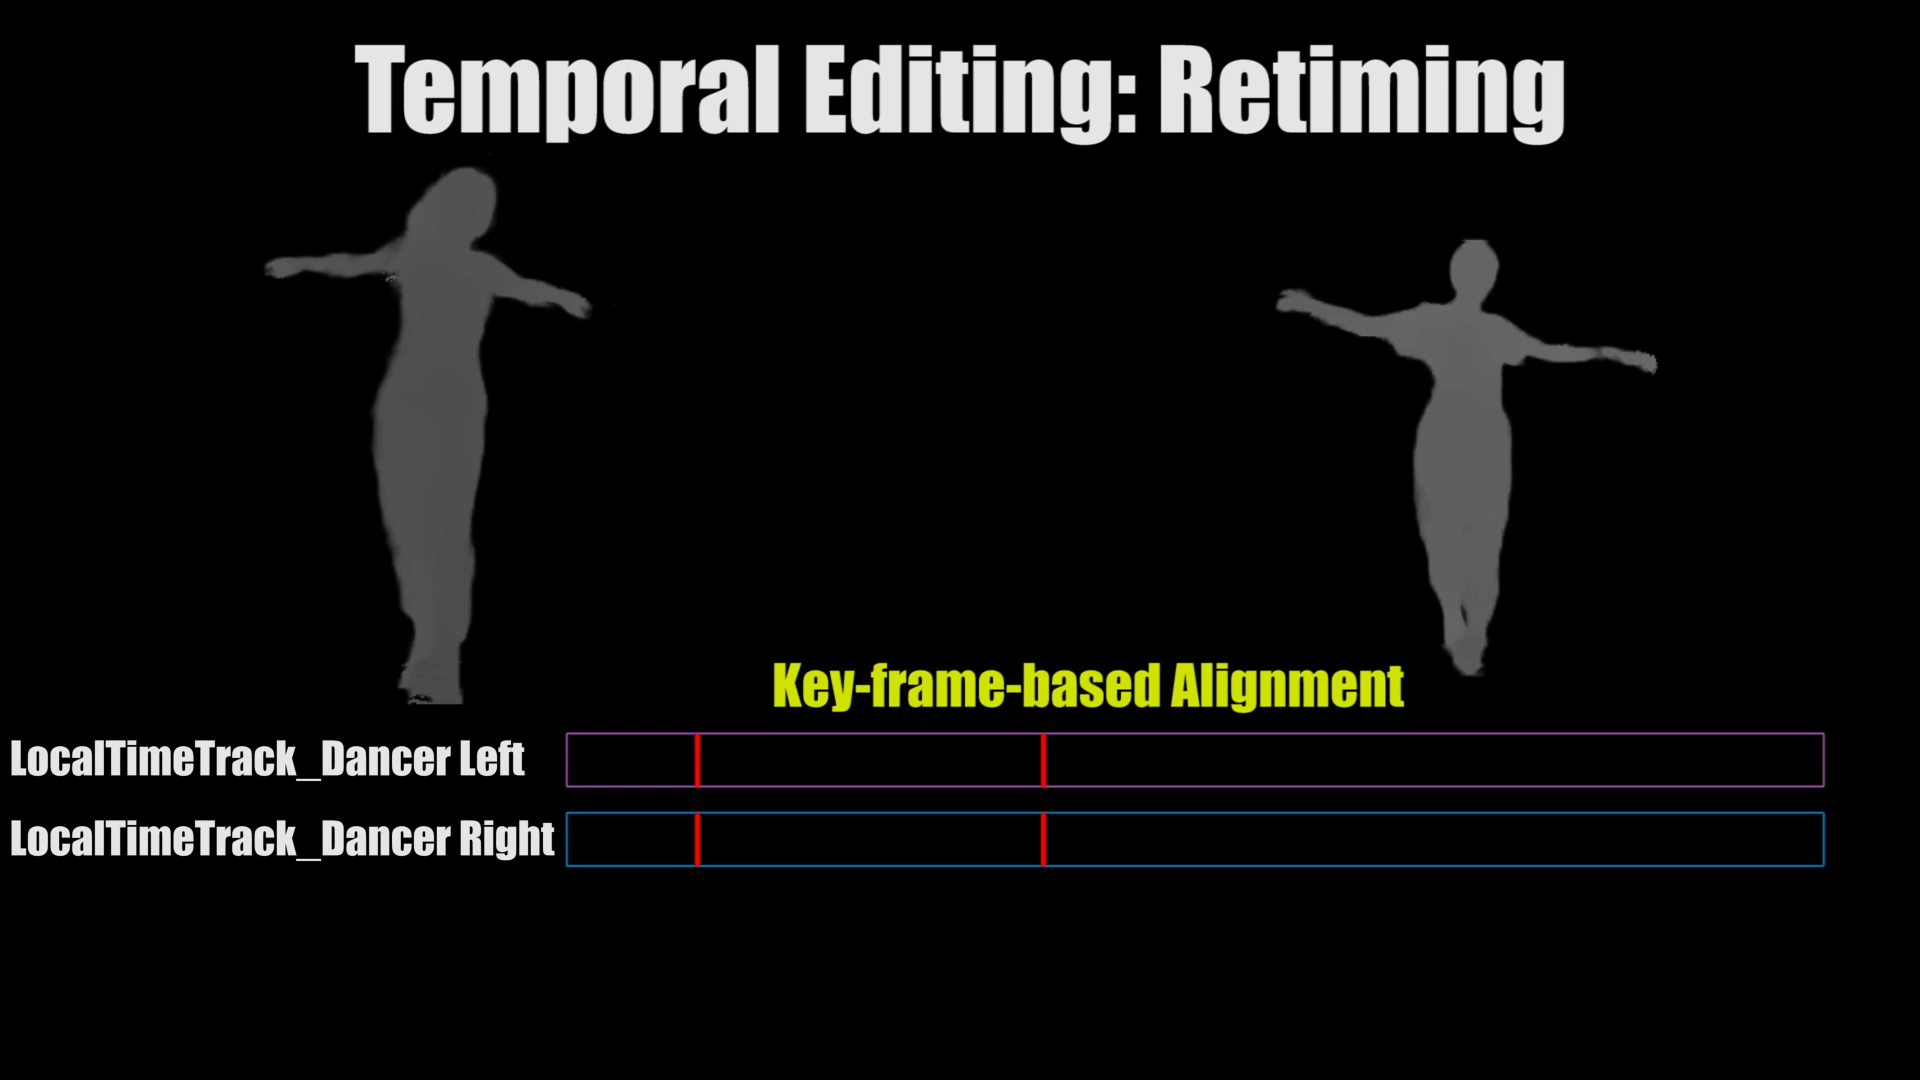 Temporal Editing: Retiming
Key-frame-based Alignment
LocalTimeTrack_Dancer Left
LocalTimeTrack_Dancer Right